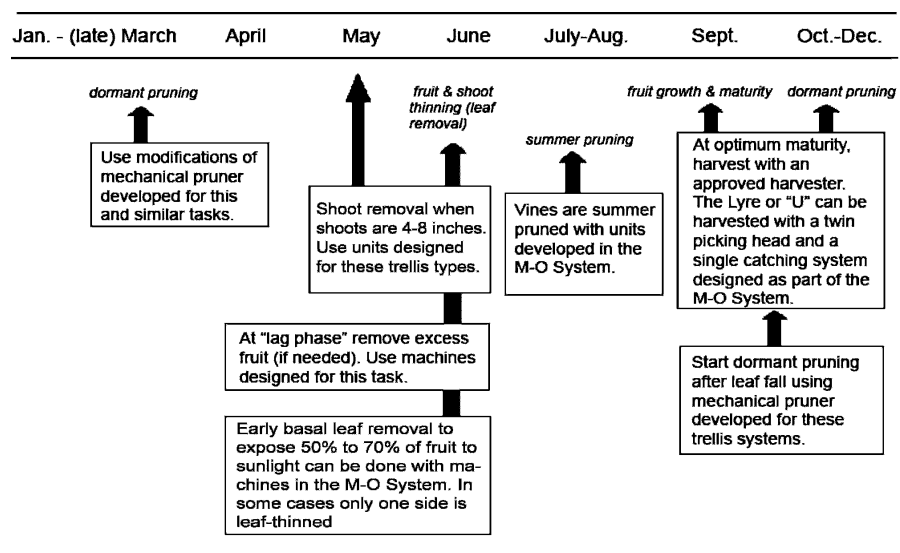 Jan. - (late) March April May June July-Aug. Sept. Oct.-Dec.
dormant pruning
Use modifications of
mechanical pruner
developed for this
and similar tasks.
fruit & shoot
thinning (leaf
removal)
Shoot removal when
shoots are 4-8 inches.
Use units designed
for these trellis types.
At “lag phase” remove excess
fruit (if needed). Use machines
designed for this task.
Early basal leaf removal to
expose 50% to 70% of fruit to
sunlight can be done with ma-
chines in the M-O System. In
some cases only one side is
leaf-thinned
summer pruning
Vines are summer
pruned with units
developed in the
M-O System.
fruit growth & maturity
dormant pruning
At optimum maturity,
harvest with an
approved harvester.
The Lyre or “U” can be
harvested with a twin
picking head and a
single catching system
designed as part of the
M-O System.
Start dormant pruning
after leaf fall using
mechanical pruner
developed for these
trellis systems.